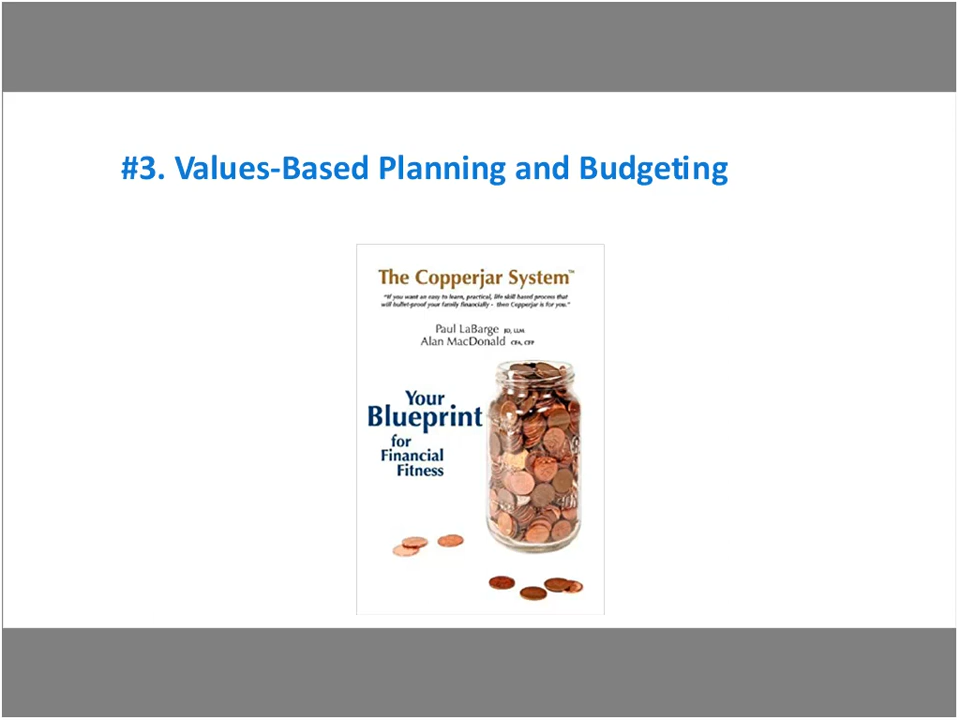 #3. Values-Based Planning and Budgeting
The Copperjar System™
"If you want an easy to learn, practical, life skill based process that
will bullet-proof your family financially - then Copperjar is for you."
Paul LaBarge JD, LLM
Alan MacDonald CPA, CFP
Your
Blueprint
for
Financial
Fitness